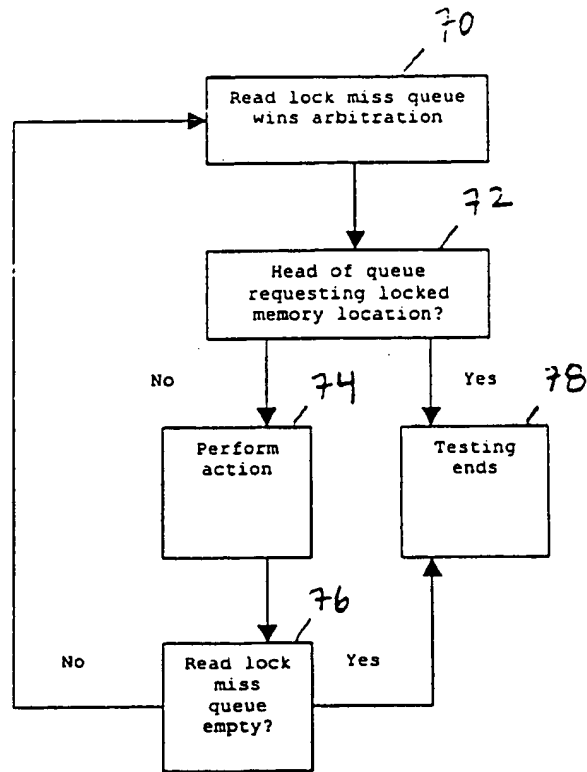 70
Read lock miss queue
wins arbitration
72
Head of queue
requesting locked
memory location?
No
74
Yes
78
Perform
action
Testing
ends
76
No
Read lock
miss
queue
empty?
Yes